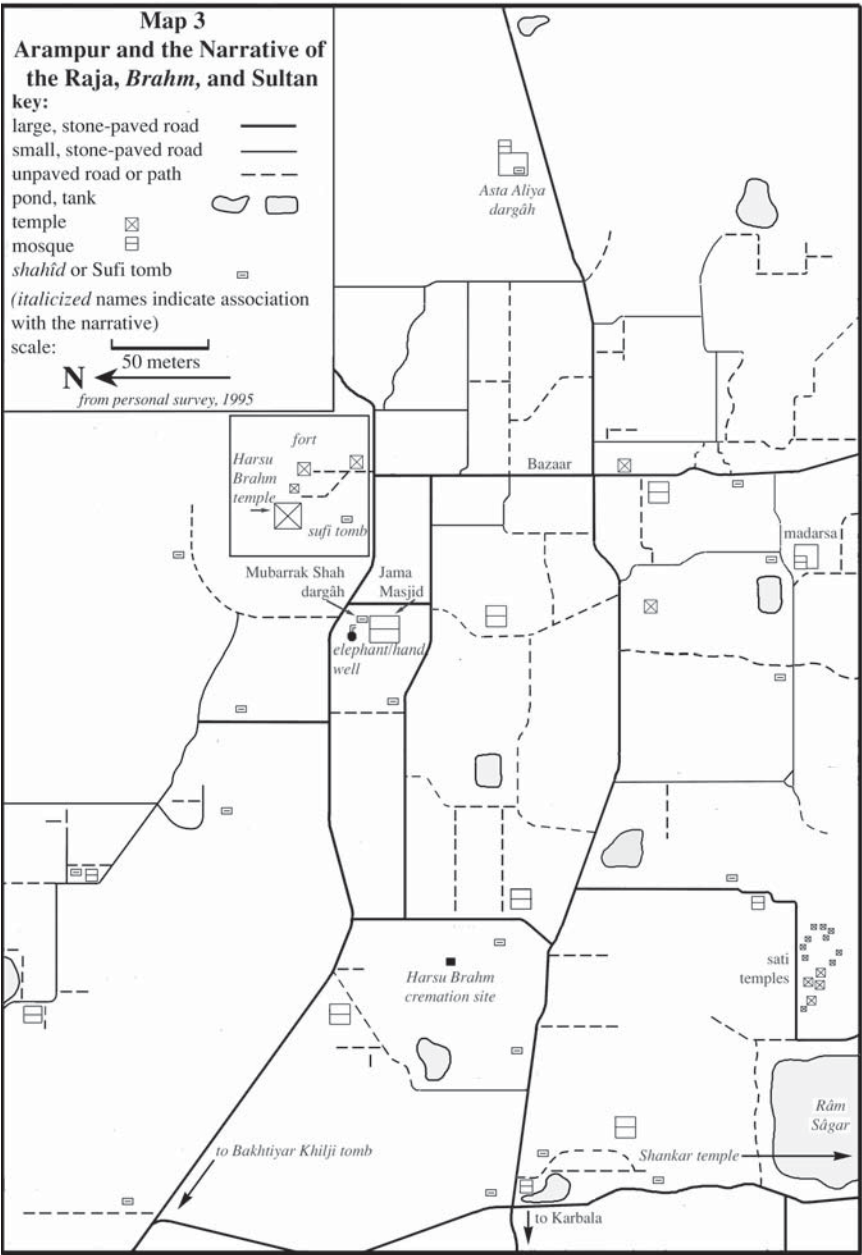 Map 3
Arampur and the Narrative of
the Raja, Brahm, and Sultan
key:
large, stone-paved road
small, stone-paved road
unpaved road or path
pond, tank
temple
mosque
shahîd or Sufi tomb
(italicized names indicate association
with the narrative)
scale:
50 meters
N
from personal survey, 1995
Asta Aliya
dargâh
fort
Harsu
Brahm
temple
sufi tomb
Bazaar
madarsa
Mubarrak Shah
dargâh
Jama
Masjid
elephant/hand
well
Harsu Brahm
cremation site
sati
temples
Râm
Sâgar
Shankar temple
to Bakhtiyar Khilji tomb
to Karbala